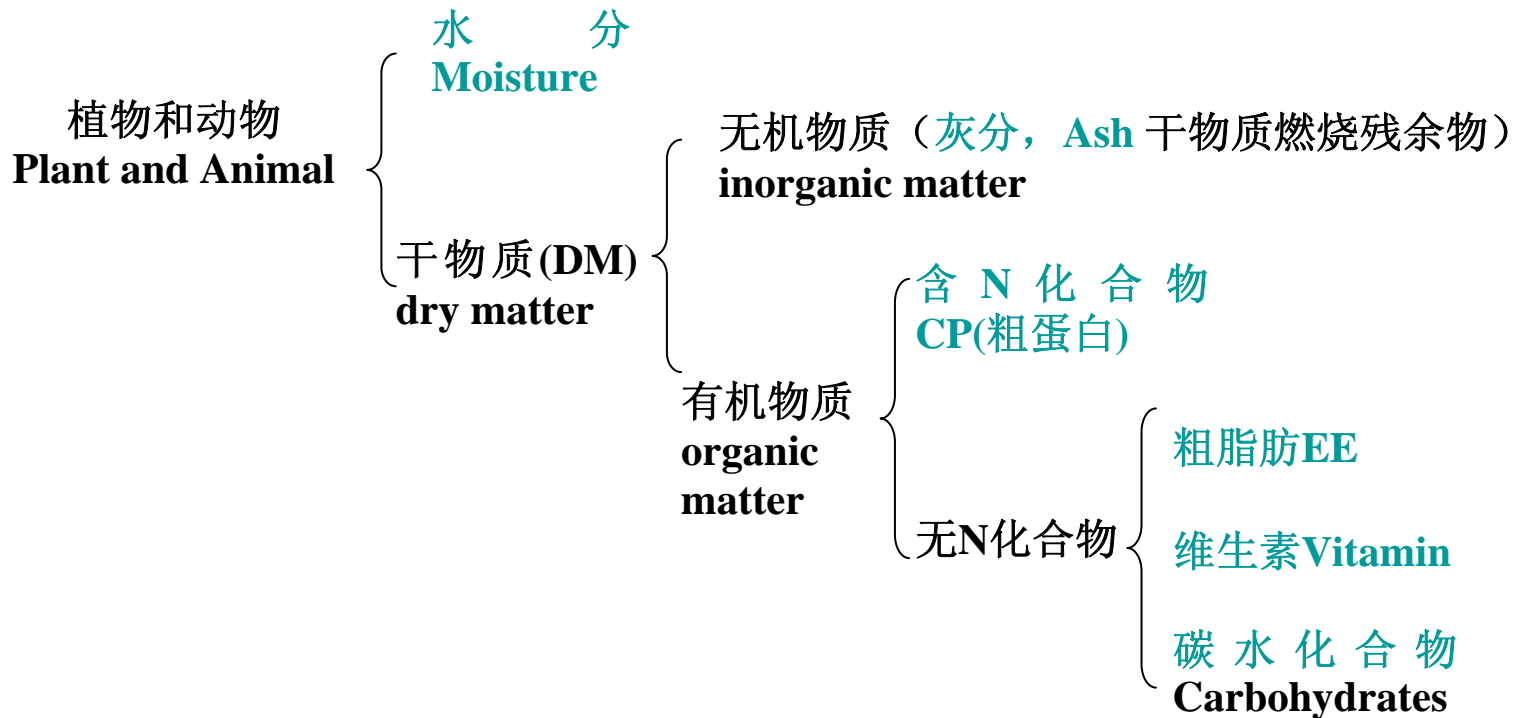 水 分
Moisture
植物和动物
Plant and Animal
无机物质（灰分，Ash 干物质燃烧残余物）
inorganic matter
干物质(DM)
dry matter
含 N 化 合 物
CP(粗蛋白)
有机物质
organic
matter
粗脂肪EE
无N化合物
维生素Vitamin
碳 水 化 合 物
Carbohydrates